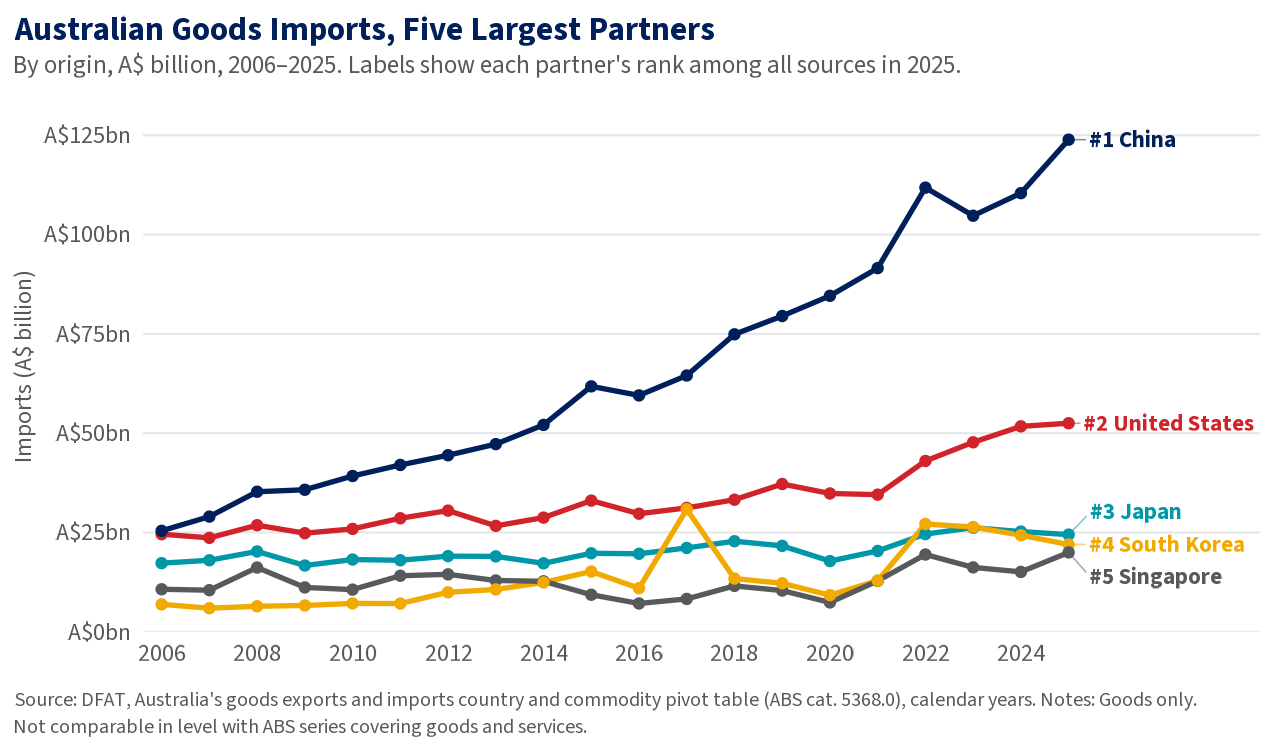 Australian Goods Imports, Five Largest Partners
By origin, A$ billion, 2006–2025. Labels show each partner's rank among all sources in 2025.
Imports (A$ billion)
A$125bn
A$100bn
A$75bn
A$50bn
A$25bn
A$0bn
#1 China
#2 United States
#3 Japan
#4 South Korea
#5 Singapore
2006 2008 2010 2012 2014 2016 2018 2020 2022 2024
Source: DFAT, Australia's goods exports and imports country and commodity pivot table (ABS cat. 5368.0), calendar years. Notes: Goods only.
Not comparable in level with ABS series covering goods and services.